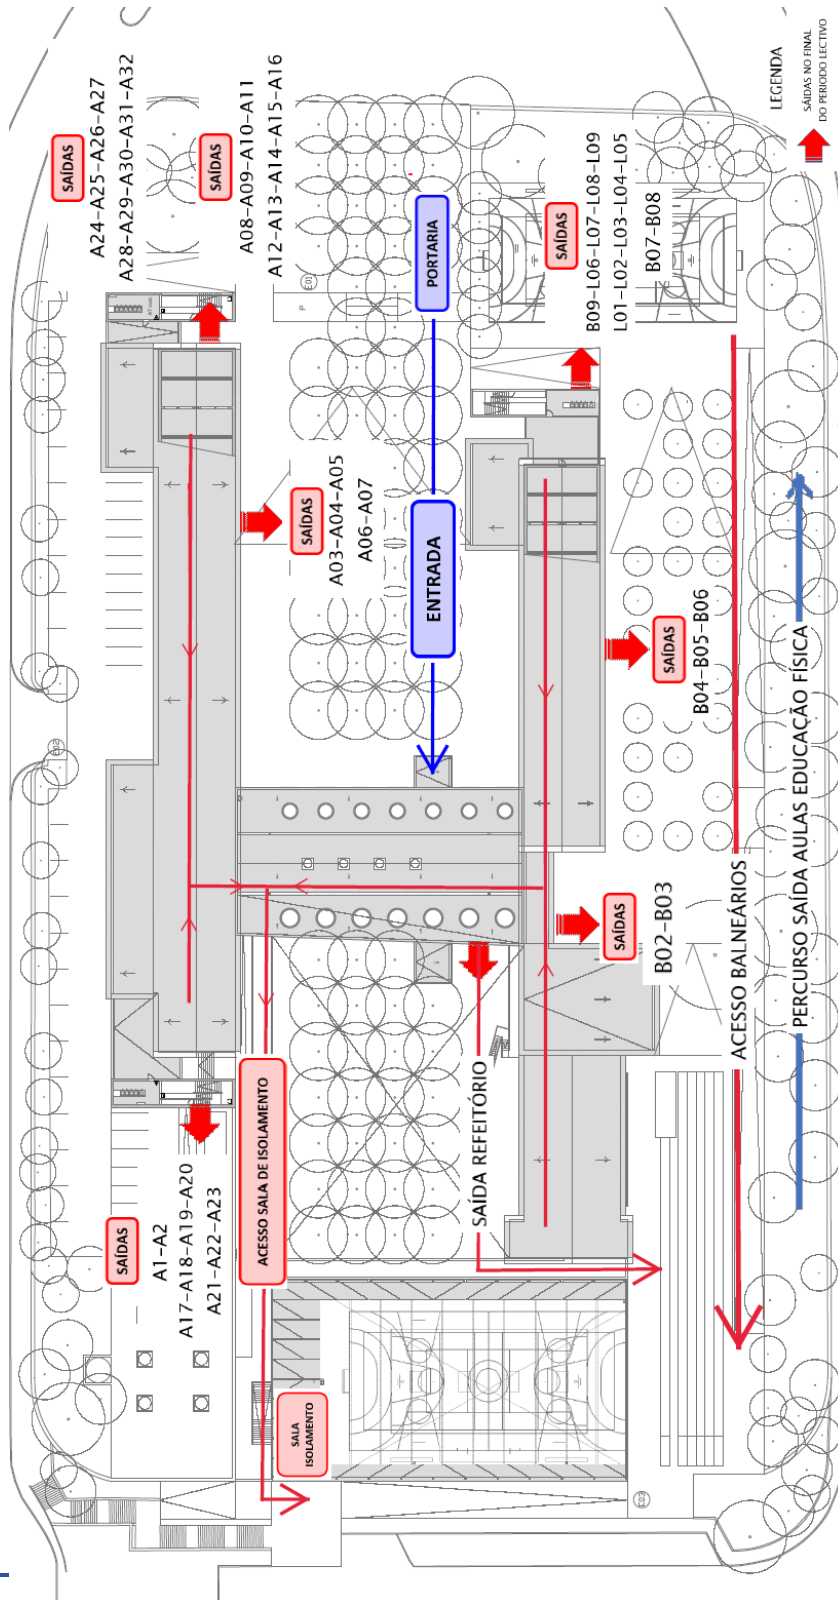 LEGENDA
SAÍDAS NO FINAL
DO PERIODO LECTIVO
SAÍDAS
A24-A25-A26-A27
A28-A29-A30-A31-A32
SAÍDAS
A08-A09-A10-A11
A12-A13-A14-A15-A16
PORTARIA
SAÍDAS
B09-L06-L07-L08-L09
L01-L02-L03-L04-L05
B07-B08
E01
P
SAÍDAS
A03-A04-A05
A06-A07
ENTRADA
SAÍDAS
B04-B05-B06
E02
SAÍDAS
B02-B03
ACESSO BALNEÁRIOS
PERCURSO SAÍDA AULAS EDUCAÇÃO FÍSICA
SAÍDA REFEITÓRIO
ACESSO SALA DE ISOLAMENTO
SAÍDAS
A1-A2
A17-A18-A19-A20
A21-A22-A23
SALA
ISOLAMENTO
E03